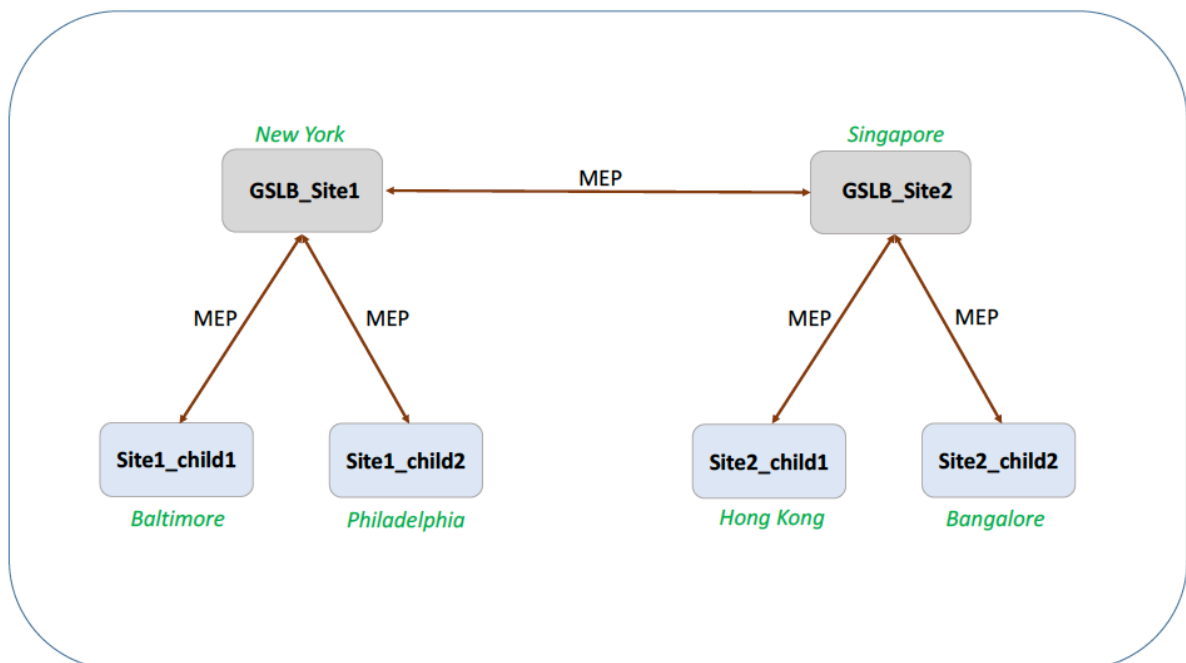 New York
Singapore
GSLB_Site1
MEP
GSLB_Site2
MEP
MEP
MEP
MEP
Site1_child1
Site1_child2
Site2_child1
Site2_child2
Baltimore
Philadelphia
Hong Kong
Bangalore